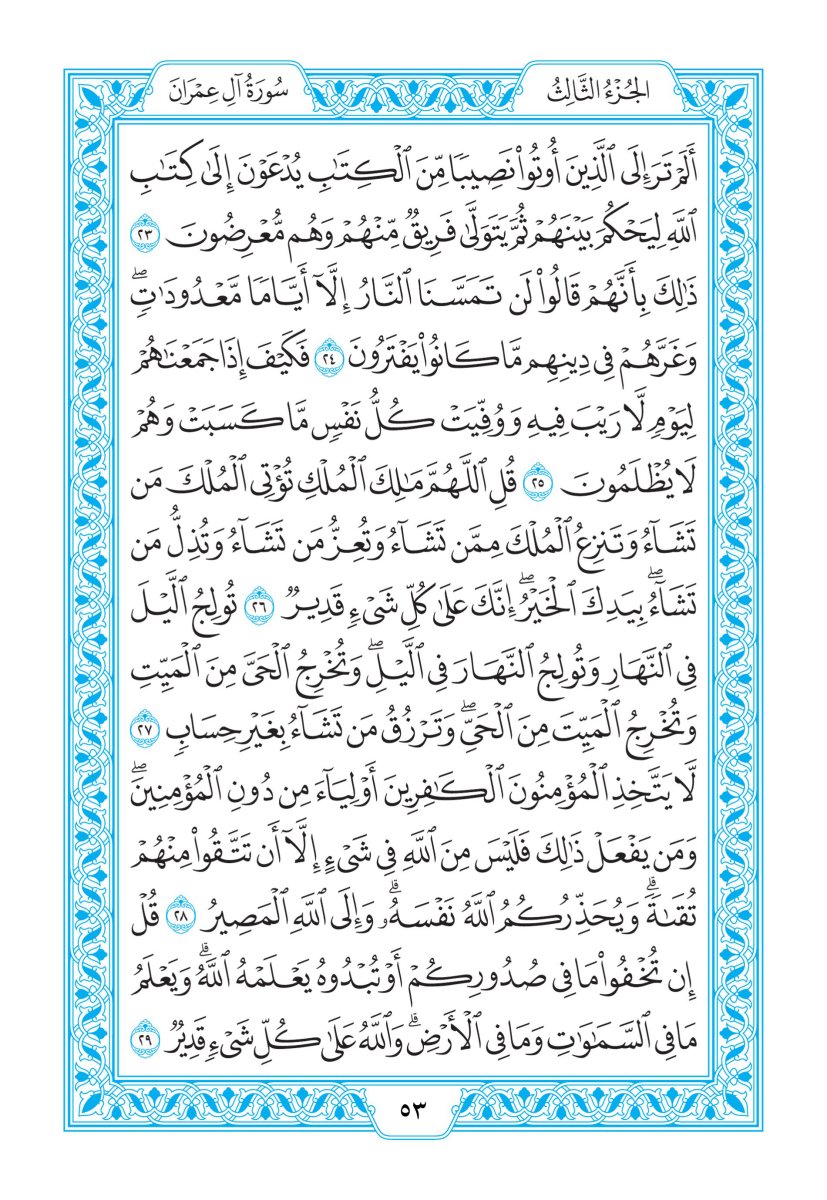 الجُزْءُ الثَّالِثُ
سُورَةُ آلِ عِمْرَانَ
أَلَمْ تَرَ إِلَى ٱلَّذِينَ أُوتُوا۟ نَصِيبًا مِّنَ ٱلْكِتَٰبِ يُدْعَوْنَ إِلَىٰ كِتَٰبِ
ٱللَّهِ لِيَحْكُمَ بَيْنَهُمْ ثُمَّ يَتَوَلَّىٰ فَرِيقٌ مِّنْهُمْ وَهُم مُّعْرِضُونَ ٢٣
ذَٰلِكَ بِأَنَّهُمْ قَالُوا۟ لَن تَمَسَّنَا ٱلنَّارُ إِلَّآ أَيَّامًا مَّعْدُودَٰتٍ ۖ
وَغَرَّهُمْ فِى دِينِهِم مَّا كَانُوا۟ يَفْتَرُونَ ٢٤ فَكَيْفَ إِذَا جَمَعْنَٰهُمْ
لِيَوْمٍ لَّا رَيْبَ فِيهِ وَوُفِّيَتْ كُلُّ نَفْسٍ مَّا كَسَبَتْ وَهُمْ
لَا يُظْلَمُونَ ٢٥ قُلِ ٱللَّهُمَّ مَٰلِكَ ٱلْمُلْكِ تُؤْتِى ٱلْمُلْكَ مَن
تَشَآءُ وَتَنزِعُ ٱلْمُلْكَ مِمَّن تَشَآءُ وَتُعِزُّ مَن تَشَآءُ وَتُذِلُّ مَن
تَشَآءُ ۖ بِيَدِكَ ٱلْخَيْرُ ۖ إِنَّكَ عَلَىٰ كُلِّ شَىْءٍ قَدِيرٌ ٢٦ تُولِجُ ٱلَّيْلَ
فِى ٱلنَّهَارِ وَتُولِجُ ٱلنَّهَارَ فِى ٱلَّيْلِ ۖ وَتُخْرِجُ ٱلْحَىَّ مِنَ ٱلْمَيِّتِ
وَتُخْرِجُ ٱلْمَيِّتَ مِنَ ٱلْحَىِّ ۖ وَتَرْزُقُ مَن تَشَآءُ بِغَيْرِ حِسَابٍ ٢٧
لَّا يَتَّخِذِ ٱلْمُؤْمِنُونَ ٱلْكَٰفِرِينَ أَوْلِيَآءَ مِن دُونِ ٱلْمُؤْمِنِينَ ۖ
وَمَن يَفْعَلْ ذَٰلِكَ فَلَيْسَ مِنَ ٱللَّهِ فِى شَىْءٍ إِلَّآ أَن تَتَّقُوا۟ مِنْهُمْ
تُقَىٰةً ۗ وَيُحَذِّرُكُمُ ٱللَّهُ نَفْسَهُۥ ۗ وَإِلَى ٱللَّهِ ٱلْمَصِيرُ ٢٨ قُلْ
إِن تُخْفُوا۟ مَا فِى صُدُورِكُمْ أَوْ تُبْدُوهُ يَعْلَمْهُ ٱللَّهُ ۗ وَيَعْلَمُ
مَا فِى ٱلسَّمَٰوَٰتِ وَمَا فِى ٱلْأَرْضِ ۗ وَٱللَّهُ عَلَىٰ كُلِّ شَىْءٍ قَدِيرٌ ٢٩
٥٣